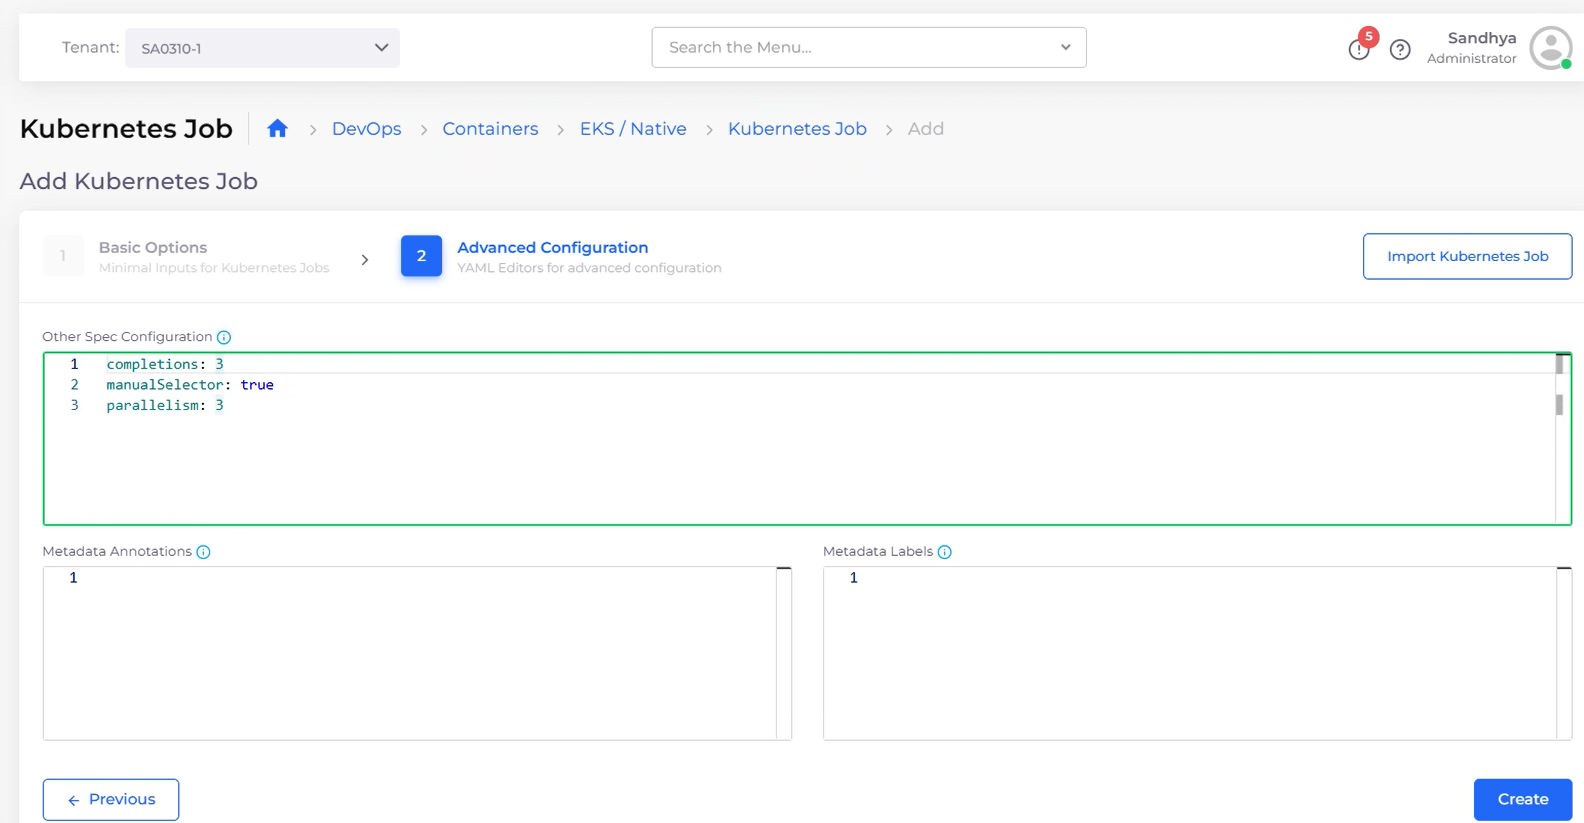 Tenant: SA0310-1
Search the Menu...
5
Sandhya
Administrator
Kubernetes Job
DevOps > Containers > EKS / Native > Kubernetes Job > Add
Add Kubernetes Job
1 Basic Options
Minimal Inputs for Kubernetes Jobs
2 Advanced Configuration
YAML Editors for advanced configuration
Import Kubernetes Job
Other Spec Configuration
1 completions: 3
2 manualSelector: true
3 parallelism: 3
Metadata Annotations
1
Metadata Labels
1
← Previous
Create